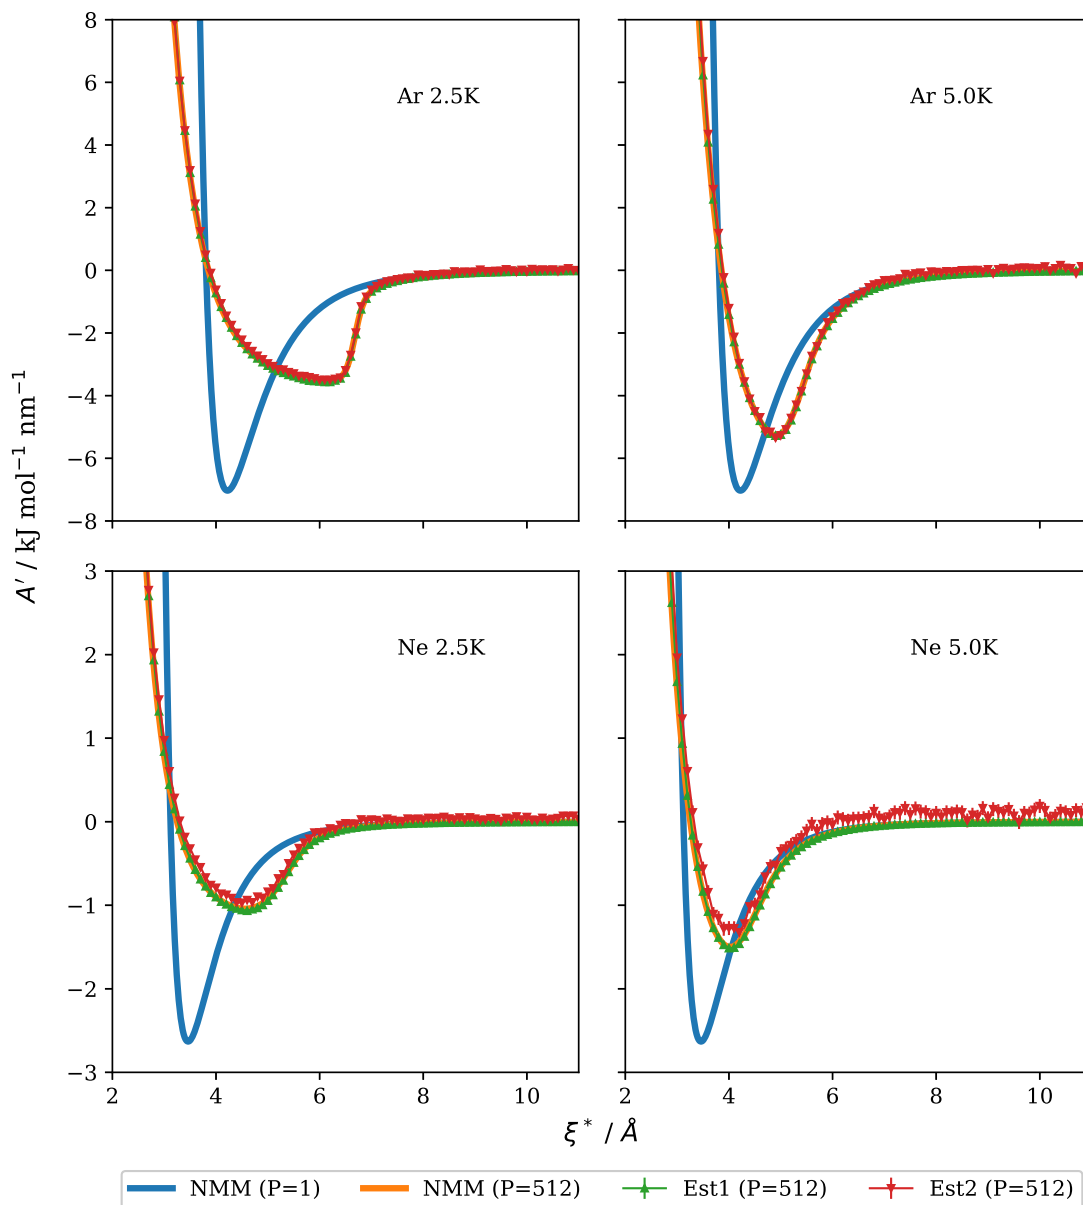 8
6
4
2
0
−2
−4
−6
−8
Ar 2.5K
Ar 5.0K
A′ / kJ mol⁻¹ nm⁻¹
3
2
1
0
−1
−2
−3
Ne 2.5K
Ne 5.0K
2 4 6 8 10
2 4 6 8 10
ξ* / Å
NMM (P=1) NMM (P=512) Est1 (P=512) Est2 (P=512)